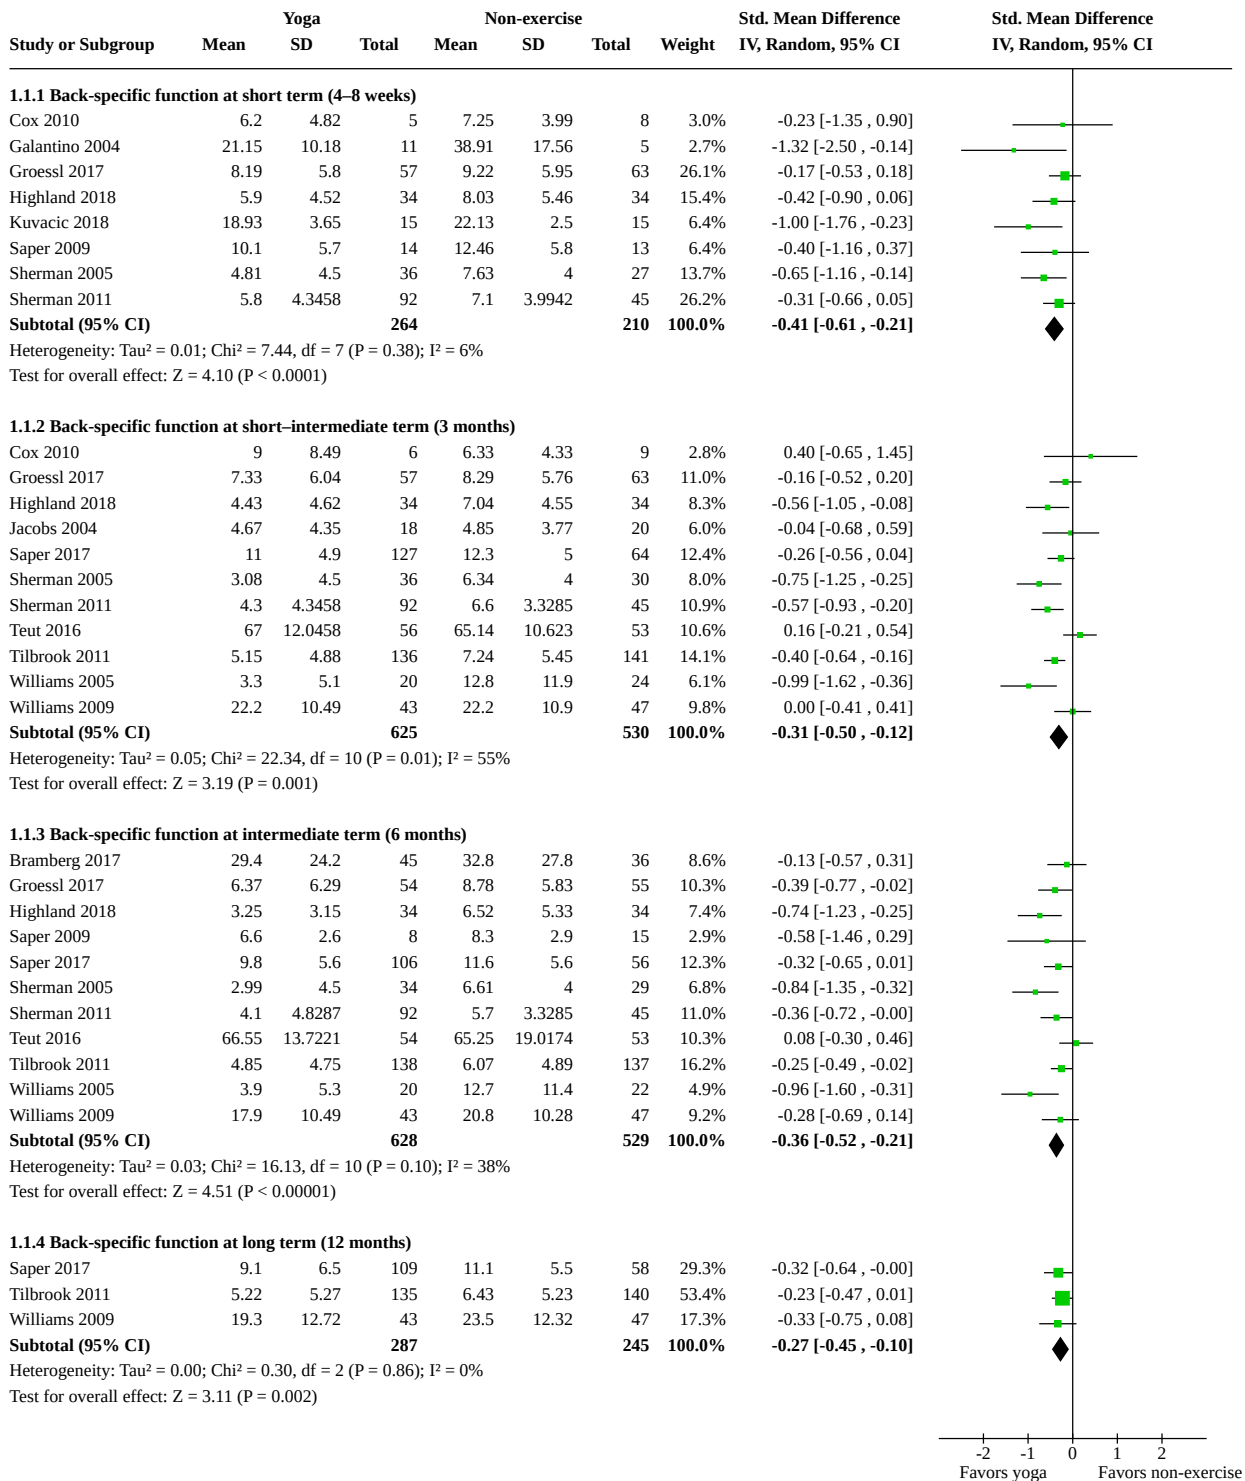 Yoga Non-exercise Std. Mean Difference Std. Mean Difference
Study or Subgroup Mean SD Total Mean SD Total Weight IV, Random, 95% CI IV, Random, 95% CI
1.1.1 Back-specific function at short term (4–8 weeks)
Cox 2010 6.2 4.82 5 7.25 3.99 8 3.0% -0.23 [-1.35 , 0.90]
Galantino 2004 21.15 10.18 11 38.91 17.56 5 2.7% -1.32 [-2.50 , -0.14]
Groessl 2017 8.19 5.8 57 9.22 5.95 63 26.1% -0.17 [-0.53 , 0.18]
Highland 2018 5.9 4.52 34 8.03 5.46 34 15.4% -0.42 [-0.90 , 0.06]
Kuvacic 2018 18.93 3.65 15 22.13 2.5 15 6.4% -1.00 [-1.76 , -0.23]
Saper 2009 10.1 5.7 14 12.46 5.8 13 6.4% -0.40 [-1.16 , 0.37]
Sherman 2005 4.81 4.5 36 7.63 4 27 13.7% -0.65 [-1.16 , -0.14]
Sherman 2011 5.8 4.3458 92 7.1 3.9942 45 26.2% -0.31 [-0.66 , 0.05]
Subtotal (95% CI) 264 210 100.0% -0.41 [-0.61 , -0.21]
Heterogeneity: Tau² = 0.01; Chi² = 7.44, df = 7 (P = 0.38); I² = 6%
Test for overall effect: Z = 4.10 (P < 0.0001)
1.1.2 Back-specific function at short–intermediate term (3 months)
Cox 2010 9 8.49 6 6.33 4.33 9 2.8% 0.40 [-0.65 , 1.45]
Groessl 2017 7.33 6.04 57 8.29 5.76 63 11.0% -0.16 [-0.52 , 0.20]
Highland 2018 4.43 4.62 34 7.04 4.55 34 8.3% -0.56 [-1.05 , -0.08]
Jacobs 2004 4.67 4.35 18 4.85 3.77 20 6.0% -0.04 [-0.68 , 0.59]
Saper 2017 11 4.9 127 12.3 5 64 12.4% -0.26 [-0.56 , 0.04]
Sherman 2005 3.08 4.5 36 6.34 4 30 8.0% -0.75 [-1.25 , -0.25]
Sherman 2011 4.3 4.3458 92 6.6 3.3285 45 10.9% -0.57 [-0.93 , -0.20]
Teut 2016 67 12.0458 56 65.14 10.623 53 10.6% 0.16 [-0.21 , 0.54]
Tilbrook 2011 5.15 4.88 136 7.24 5.45 141 14.1% -0.40 [-0.64 , -0.16]
Williams 2005 3.3 5.1 20 12.8 11.9 24 6.1% -0.99 [-1.62 , -0.36]
Williams 2009 22.2 10.49 43 22.2 10.9 47 9.8% 0.00 [-0.41 , 0.41]
Subtotal (95% CI) 625 530 100.0% -0.31 [-0.50 , -0.12]
Heterogeneity: Tau² = 0.05; Chi² = 22.34, df = 10 (P = 0.01); I² = 55%
Test for overall effect: Z = 3.19 (P = 0.001)
1.1.3 Back-specific function at intermediate term (6 months)
Bramberg 2017 29.4 24.2 45 32.8 27.8 36 8.6% -0.13 [-0.57 , 0.31]
Groessl 2017 6.37 6.29 54 8.78 5.83 55 10.3% -0.39 [-0.77 , -0.02]
Highland 2018 3.25 3.15 34 6.52 5.33 34 7.4% -0.74 [-1.23 , -0.25]
Saper 2009 6.6 2.6 8 8.3 2.9 15 2.9% -0.58 [-1.46 , 0.29]
Saper 2017 9.8 5.6 106 11.6 5.6 56 12.3% -0.32 [-0.65 , 0.01]
Sherman 2005 2.99 4.5 34 6.61 4 29 6.8% -0.84 [-1.35 , -0.32]
Sherman 2011 4.1 4.8287 92 5.7 3.3285 45 11.0% -0.36 [-0.72 , -0.00]
Teut 2016 66.55 13.7221 54 65.25 19.0174 53 10.3% 0.08 [-0.30 , 0.46]
Tilbrook 2011 4.85 4.75 138 6.07 4.89 137 16.2% -0.25 [-0.49 , -0.02]
Williams 2005 3.9 5.3 20 12.7 11.4 22 4.9% -0.96 [-1.60 , -0.31]
Williams 2009 17.9 10.49 43 20.8 10.28 47 9.2% -0.28 [-0.69 , 0.14]
Subtotal (95% CI) 628 529 100.0% -0.36 [-0.52 , -0.21]
Heterogeneity: Tau² = 0.03; Chi² = 16.13, df = 10 (P = 0.10); I² = 38%
Test for overall effect: Z = 4.51 (P < 0.00001)
1.1.4 Back-specific function at long term (12 months)
Saper 2017 9.1 6.5 109 11.1 5.5 58 29.3% -0.32 [-0.64 , -0.00]
Tilbrook 2011 5.22 5.27 135 6.43 5.23 140 53.4% -0.23 [-0.47 , 0.01]
Williams 2009 19.3 12.72 43 23.5 12.32 47 17.3% -0.33 [-0.75 , 0.08]
Subtotal (95% CI) 287 245 100.0% -0.27 [-0.45 , -0.10]
Heterogeneity: Tau² = 0.00; Chi² = 0.30, df = 2 (P = 0.86); I² = 0%
Test for overall effect: Z = 3.11 (P = 0.002)
-2 -1 0 1 2
Favors yoga Favors non-exercise